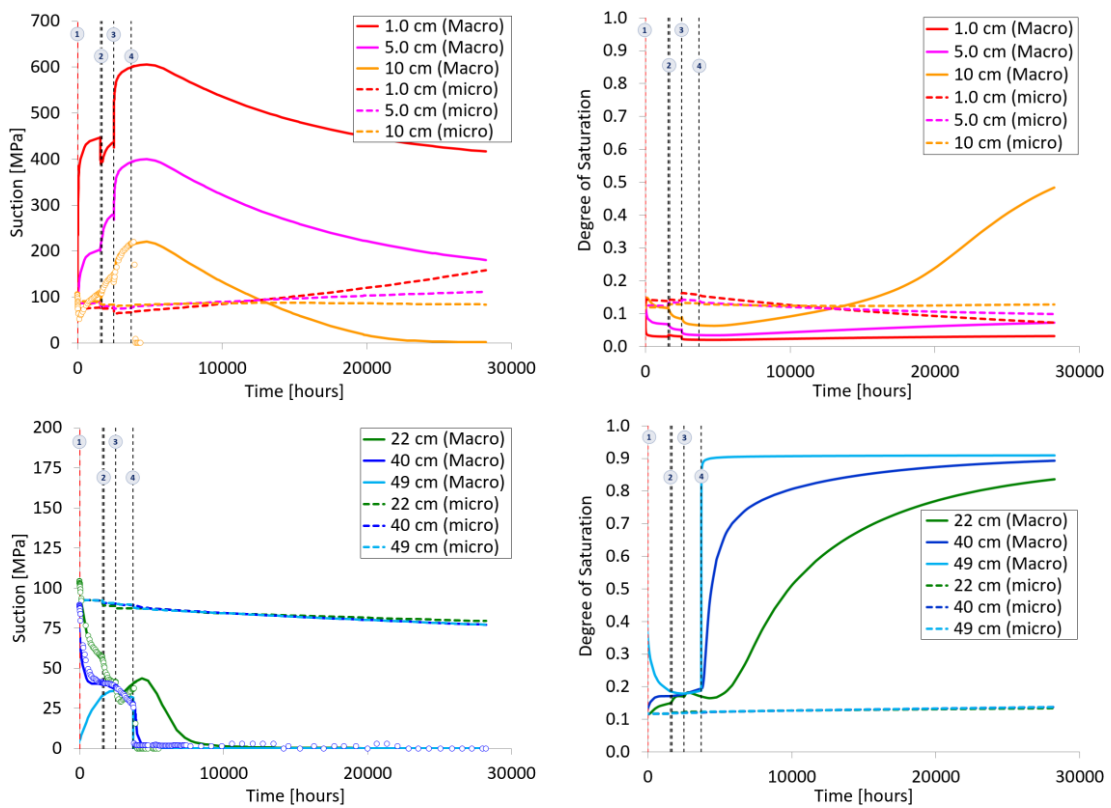 700
600
500
400
300
200
100
0
Suction [MPa]
1
2
3
4
1.0 cm (Macro)
5.0 cm (Macro)
10 cm (Macro)
1.0 cm (micro)
5.0 cm (micro)
10 cm (micro)
0
10000
20000
30000
Time [hours]
1.0
0.9
0.8
0.7
0.6
0.5
0.4
0.3
0.2
0.1
0.0
Degree of Saturation
1
2
3
4
1.0 cm (Macro)
5.0 cm (Macro)
10 cm (Macro)
1.0 cm (micro)
5.0 cm (micro)
10 cm (micro)
0
10000
20000
30000
Time [hours]
200
175
150
125
100
75
50
25
0
Suction [MPa]
1
2
3
4
22 cm (Macro)
40 cm (Macro)
49 cm (Macro)
22 cm (micro)
40 cm (micro)
49 cm (micro)
0
10000
20000
30000
Time [hours]
1.0
0.9
0.8
0.7
0.6
0.5
0.4
0.3
0.2
0.1
0.0
Degree of Saturation
1
2
3
4
22 cm (Macro)
40 cm (Macro)
49 cm (Macro)
22 cm (micro)
40 cm (micro)
49 cm (micro)
0
10000
20000
30000
Time [hours]